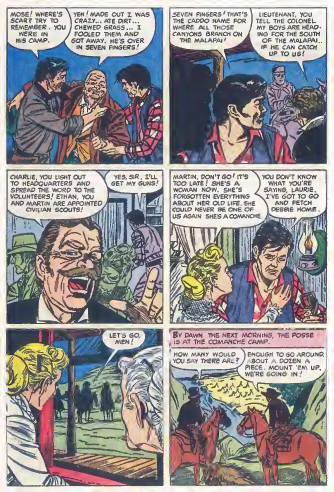 MOSE! WHERE'S
SCAR? TRY TO
REMEMBER. YOU
WERE IN
HIS CAMP.
YEH! MADE OUT I WAS
CRAZY... ATE DIRT...
CHEWED GRASS... I
FOOLED THEM AND
GOT AWAY. HE'S OVER
IN SEVEN FINGERS!
SEVEN FINGERS! THAT'S
THE CADDO NAME FOR
WHERE ALL THOSE
CANYONS BRANCH ON
THE MALAPAI!
LIEUTENANT, YOU
TELL THE COLONEL
MY BOYS ARE HEAD-
ING FOR THE SOUTH
OF THE MALAPAI...
IF HE CAN CATCH
UP TO US!
CHARLIE, YOU LIGHT OUT
TO HEADQUARTERS AND
SPREAD THE WORD TO THE
VOLUNTEERS! ETHAN, YOU
AND MARTIN ARE APPOINTED
CIVILIAN SCOUTS!
YES, SIR, I'LL
GET MY GUNS!
MARTIN, DON'T GO! IT'S
TOO LATE! SHE'S A
WOMAN NOW. SHE'S
FORGOTTEN EVERYTHING
ABOUT HER OLD LIFE. SHE
COULD NEVER BE ONE OF
US AGAIN. SHE'S A COMANCHE.
YOU DON'T KNOW
WHAT YOU'RE
SAYING, LAURIE,
I'VE GOT TO GO
AND FETCH
DEBBIE HOME.
LET'S GO,
MEN!
BY DAWN THE NEXT MORNING, THE POSSE
IS AT THE COMANCHE CAMP.
HOW MANY WOULD
YOU SAY THERE ARE?
ENOUGH TO GO AROUND.
ABOUT A DOZEN A
PIECE. MOUNT 'EM UP,
WE'RE GOING IN!